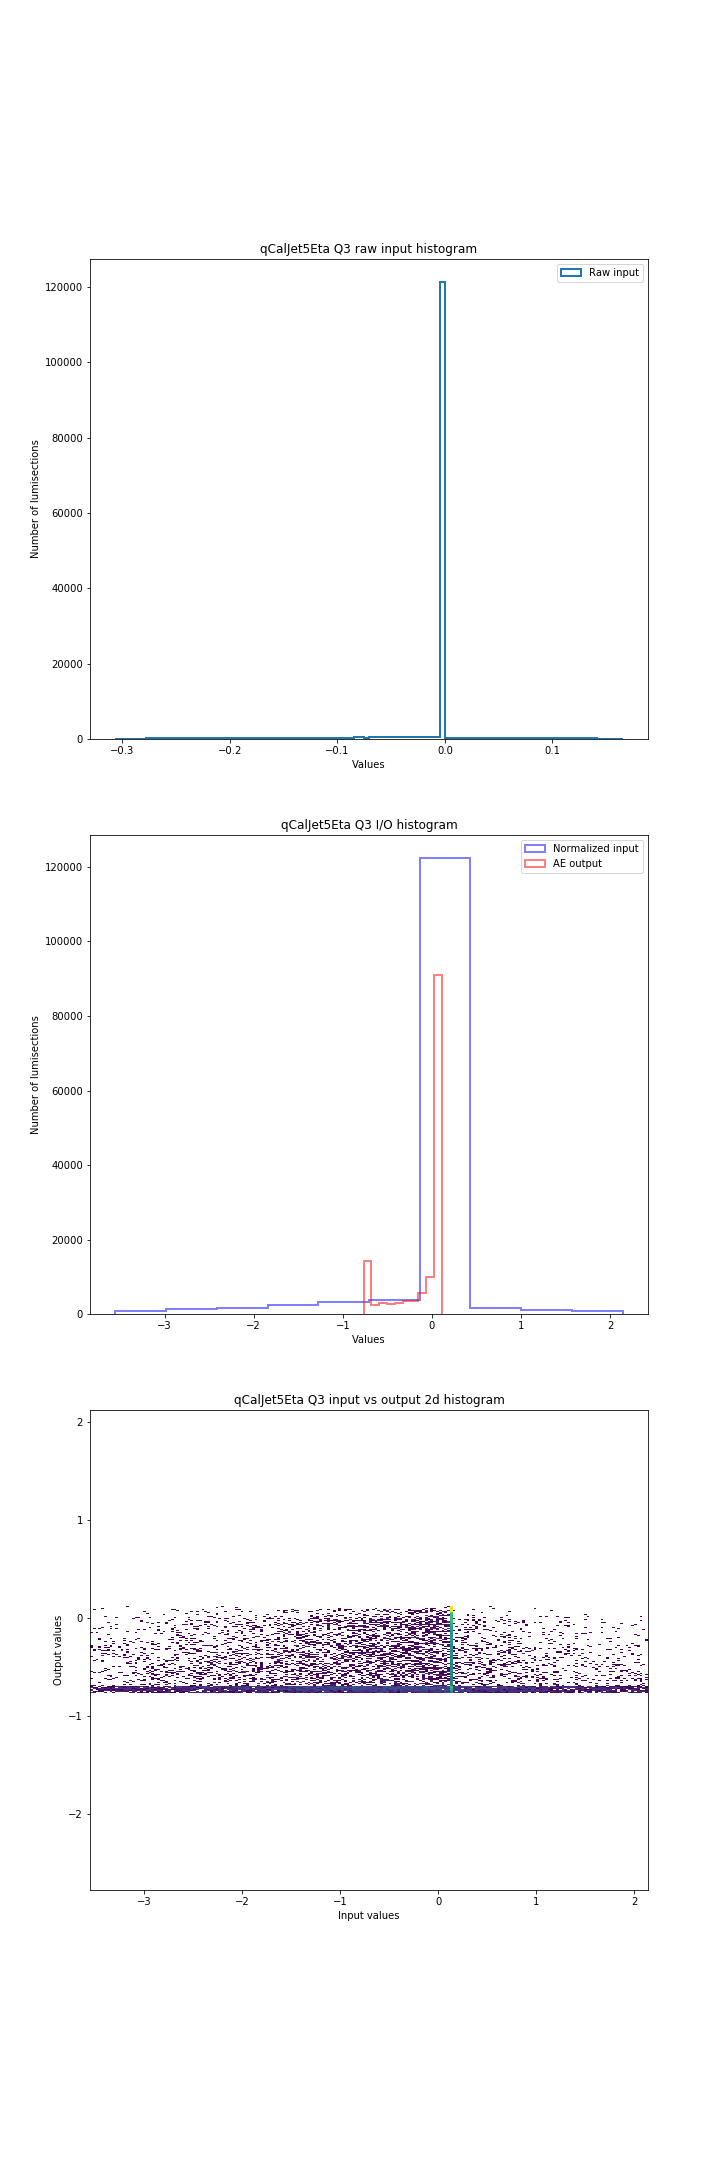 qCalJet5Eta Q3 raw input histogram
Raw input
120000
100000
80000
60000
40000
20000
0
Number of lumisections
−0.3 −0.2 −0.1 0.0 0.1
Values
qCalJet5Eta Q3 I/O histogram
Normalized input
AE output
120000
100000
80000
60000
40000
20000
0
Number of lumisections
−3 −2 −1 0 1 2
Values
qCalJet5Eta Q3 input vs output 2d histogram
2
1
0
−1
−2
Output values
−3 −2 −1 0 1 2
Input values